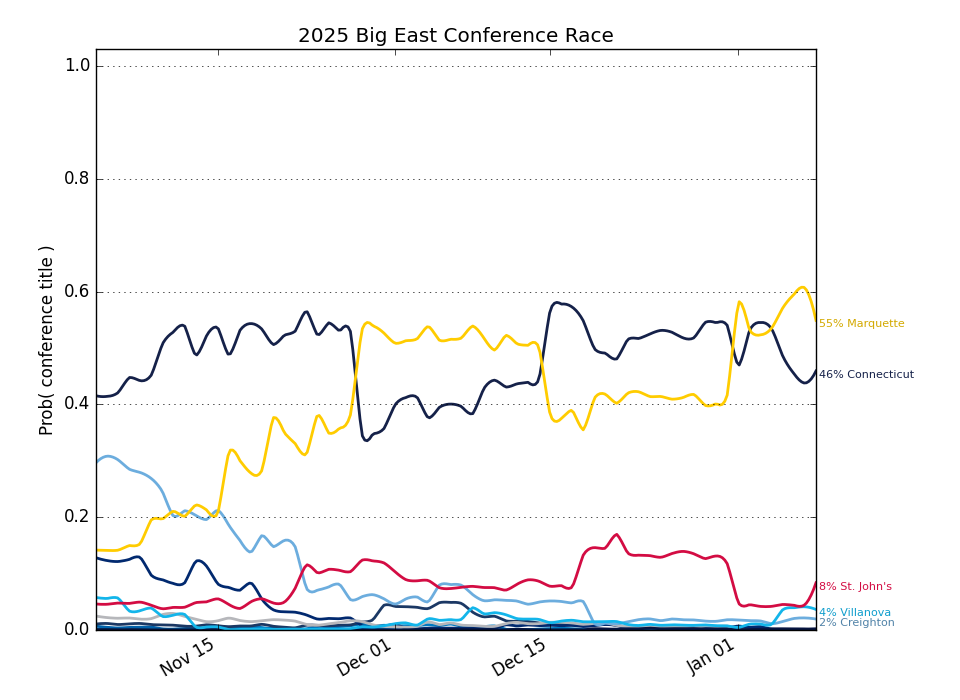 2025 Big East Conference Race
Prob( conference title )
1.0
0.8
0.6
0.4
0.2
0.0
Nov 15
Dec 01
Dec 15
Jan 01
55% Marquette
46% Connecticut
8% St. John's
4% Villanova
2% Creighton